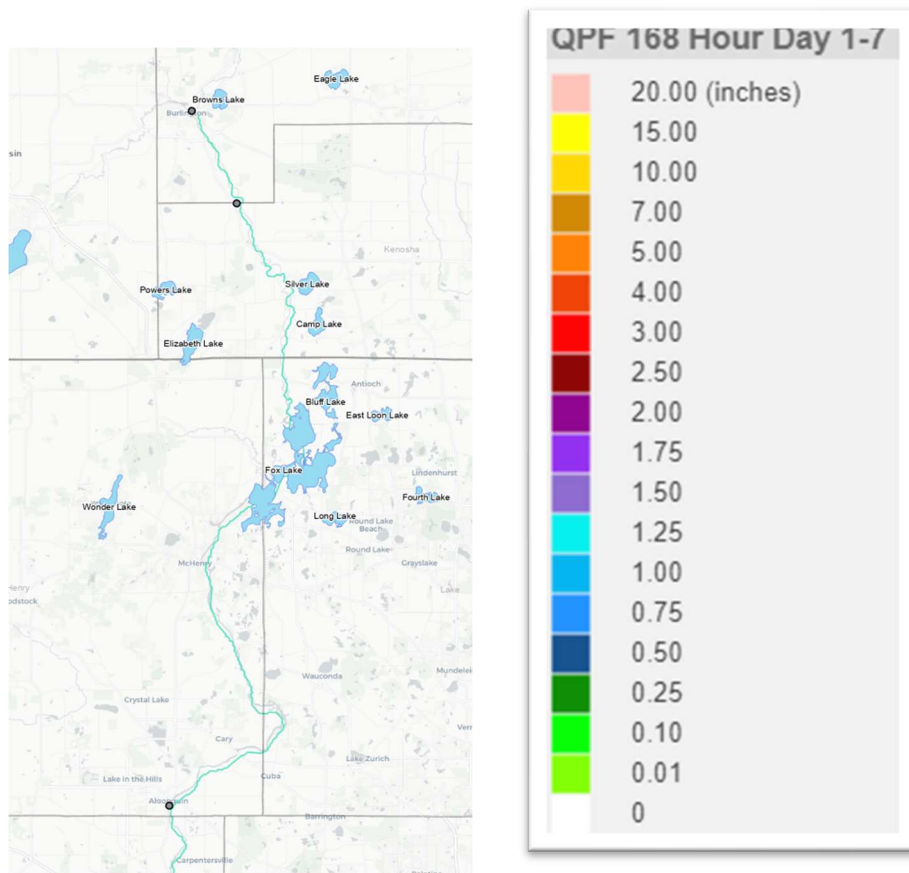 Eagle Lake
Browns Lake
Burlington
sin
Kenosha
Powers Lake
Silver Lake
Camp Lake
Elizabeth Lake
Antioch
Bluff Lake
East Loon Lake
Fox Lake
Lindenhurst
Wonder Lake
Fourth Lake
Long Lake
Round Lake
Beach
Round Lake
McHenry
Grayslake
Henry
Lake
odstock
Mundelei
Wauconda
Crystal Lake
Cary
Ver
Lake Zurich
Lake in the Hills
Cuba
Algonquin
Barrington
Carpentersville
QPF 168 Hour Day 1-7
20.00 (inches)
15.00
10.00
7.00
5.00
4.00
3.00
2.50
2.00
1.75
1.50
1.25
1.00
0.75
0.50
0.25
0.10
0.01
0